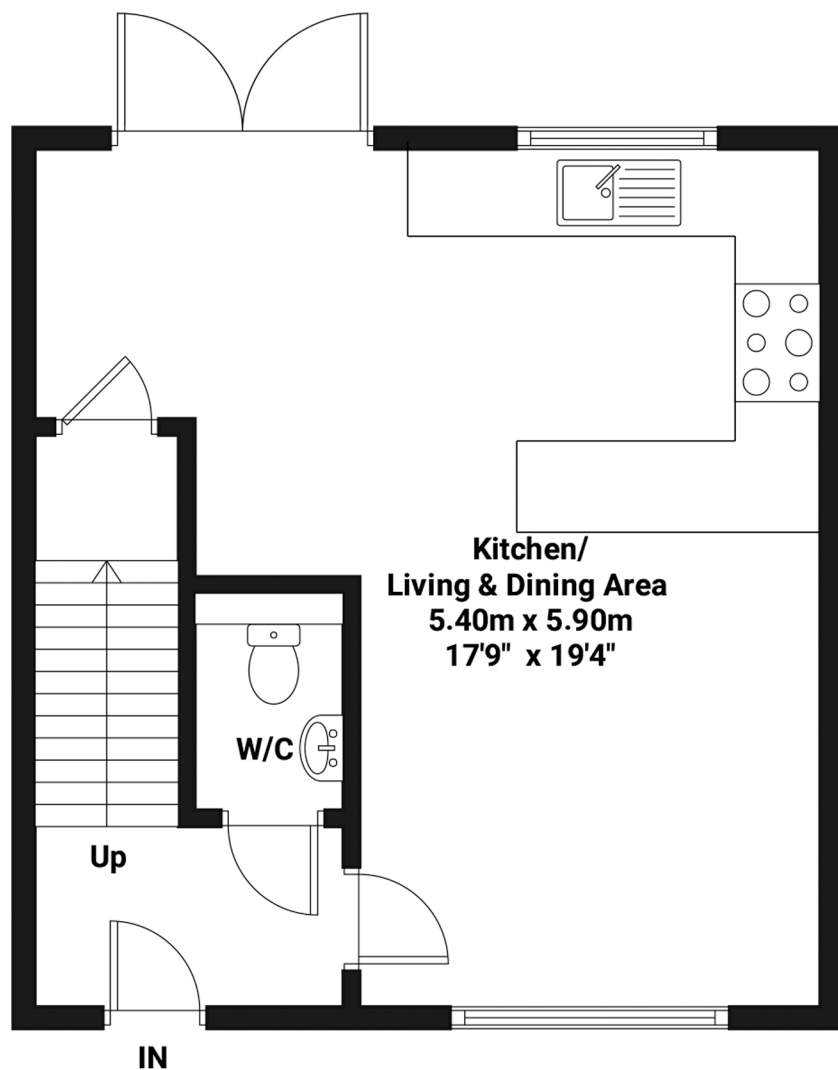 Kitchen/
Living & Dining Area
5.40m x 5.90m
17'9" x 19'4"
W/C
Up
IN